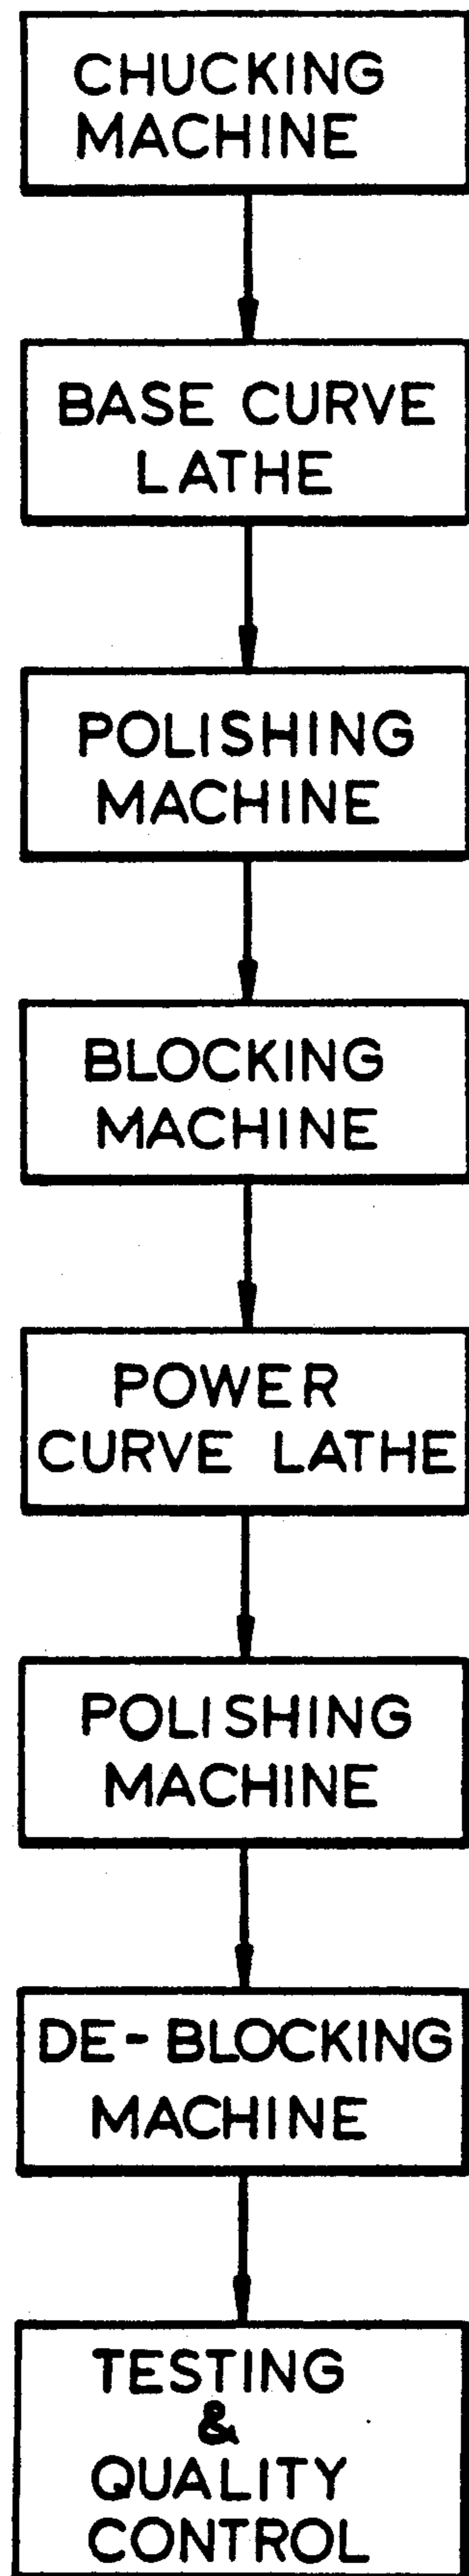 CHUCKING
MACHINE
BASE CURVE
LATHE
POLISHING
MACHINE
BLOCKING
MACHINE
POWER
CURVE LATHE
POLISHING
MACHINE
DE-BLOCKING
MACHINE
TESTING
&
QUALITY
CONTROL